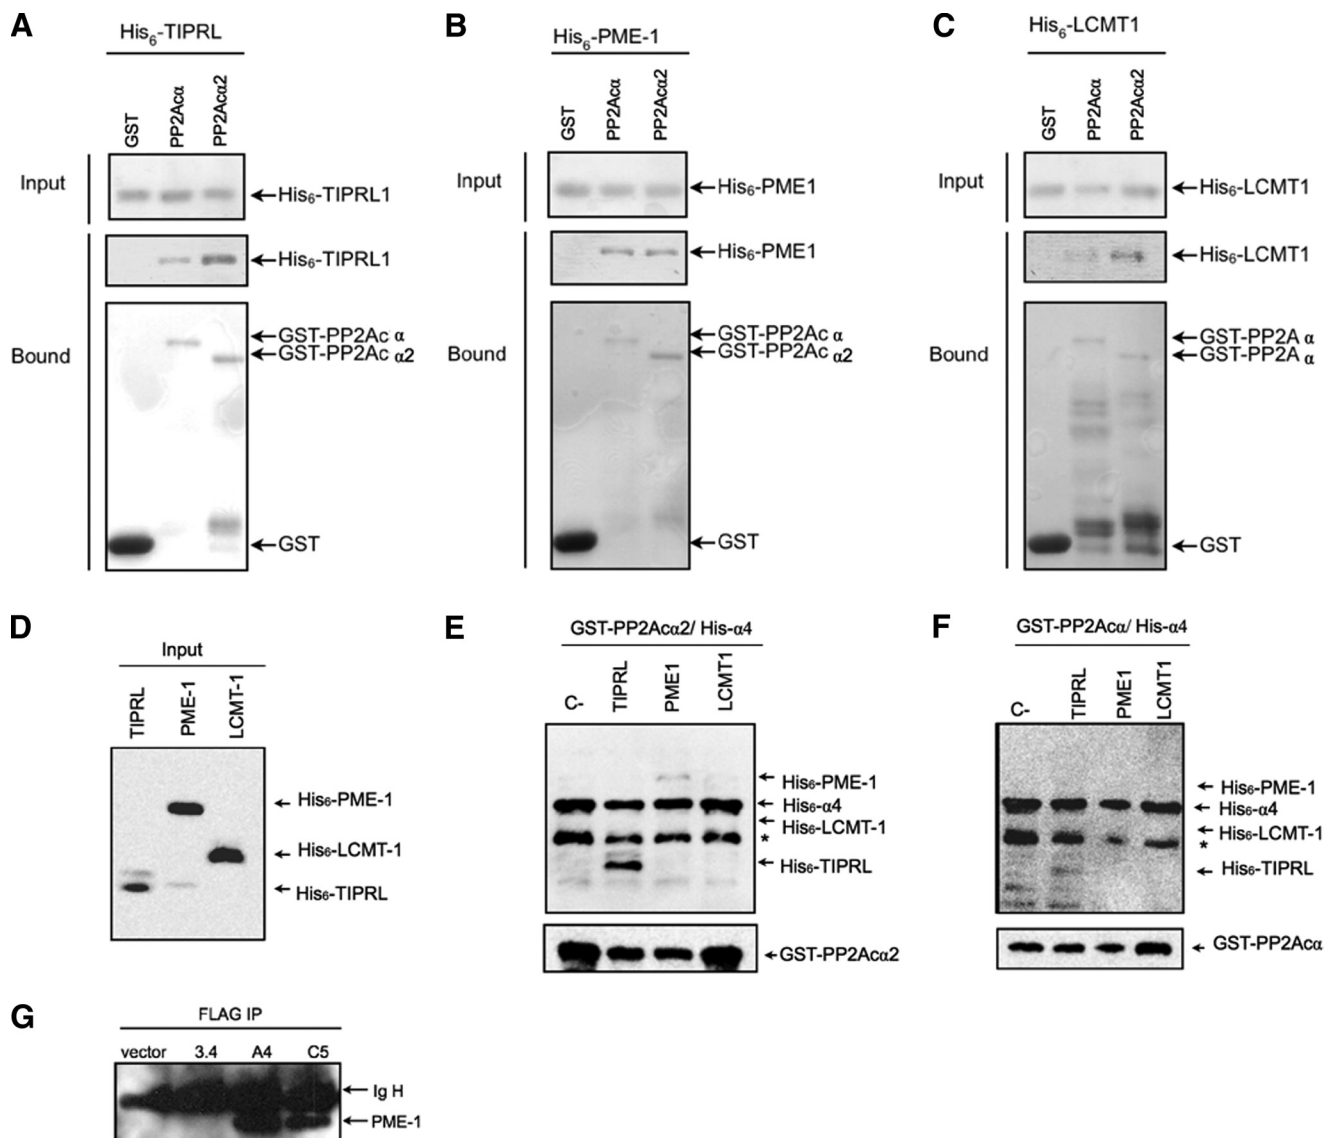 A
His6-TIPRL
GST
PP2Acα
PP2Acα2
Input
His6-TIPRL1
His6-TIPRL1
Bound
GST-PP2Ac α
GST-PP2Ac α2
GST
B
His6-PME-1
GST
PP2Acα
PP2Acα2
Input
His6-PME1
His6-PME1
Bound
GST-PP2Ac α
GST-PP2Ac α2
GST
C
His6-LCMT1
GST
PP2Acα
PP2Acα2
Input
His6-LCMT1
His6-LCMT1
Bound
GST-PP2A α
GST-PP2A α
GST
D
Input
TIPRL
PME-1
LCMT-1
His6-PME-1
His6-LCMT-1
His6-TIPRL
E
GST-PP2Acα2/ His-α4
C-
TIPRL
PME1
LCMT1
His6-PME-1
His6-α4
His6-LCMT-1
*
His6-TIPRL
GST-PP2Acα2
F
GST-PP2Acα/ His-α4
C-
TIPRL
PME1
LCMT1
His6-PME-1
His6-α4
His6-LCMT-1
*
His6-TIPRL
GST-PP2Acα
G
FLAG IP
vector 3.4 A4 C5
Ig H
PME-1